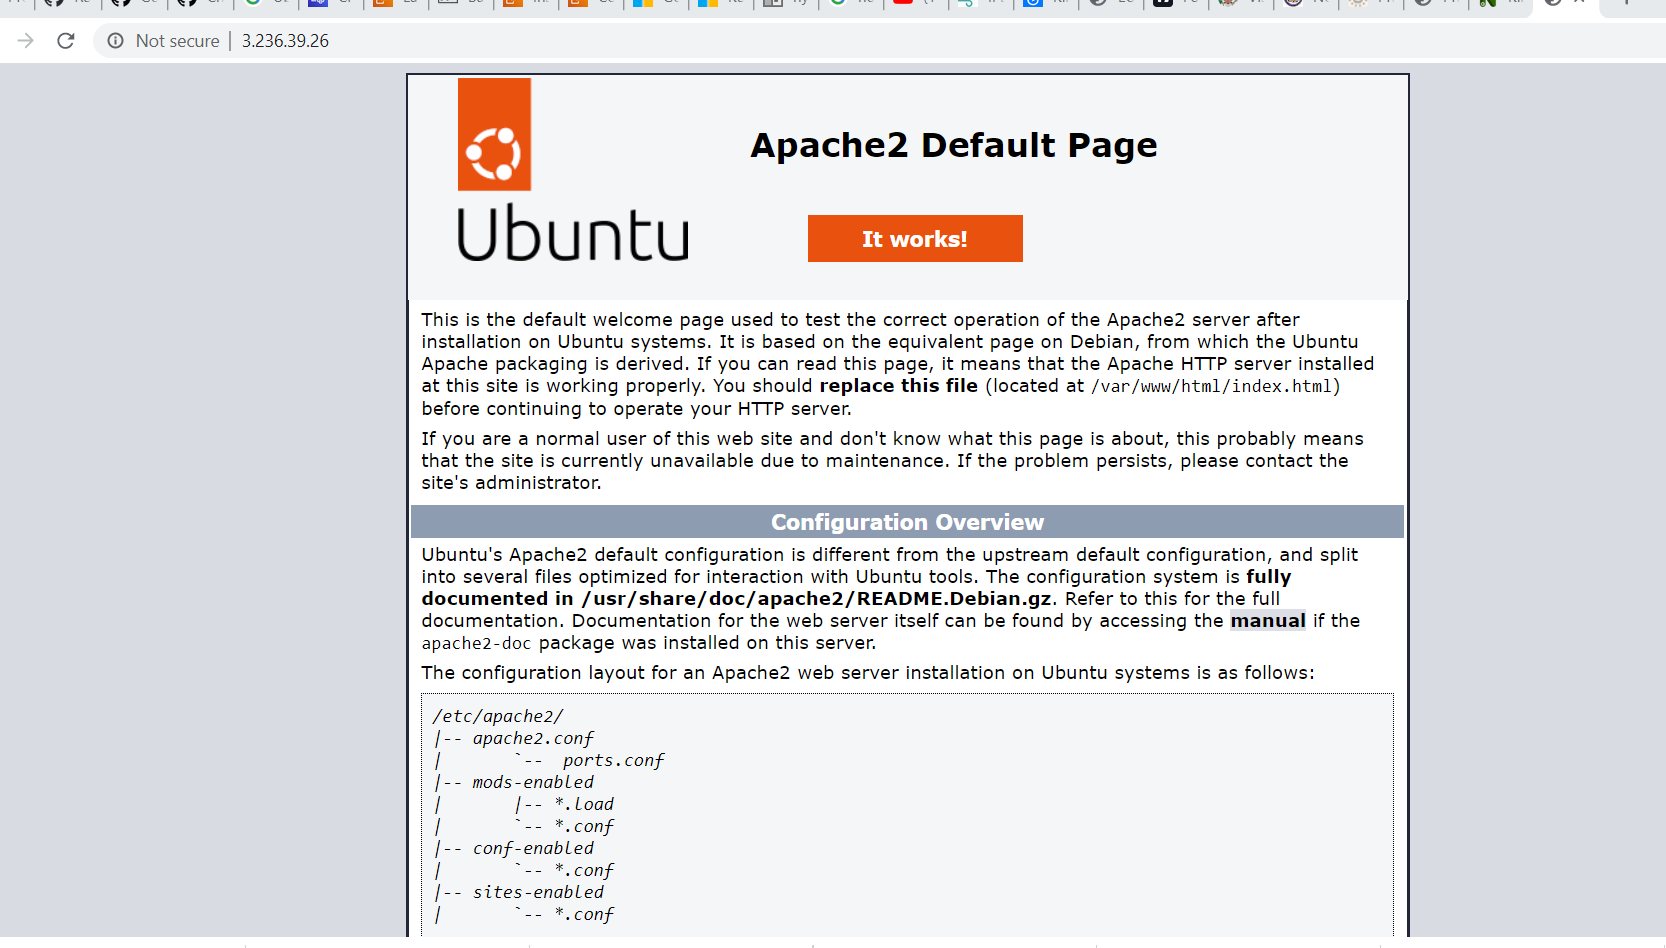 Not secure | 3.236.39.26
Apache2 Default Page
Ubuntu
It works!
This is the default welcome page used to test the correct operation of the Apache2 server after
installation on Ubuntu systems. It is based on the equivalent page on Debian, from which the Ubuntu
Apache packaging is derived. If you can read this page, it means that the Apache HTTP server installed
at this site is working properly. You should replace this file (located at /var/www/html/index.html)
before continuing to operate your HTTP server.
If you are a normal user of this web site and don't know what this page is about, this probably means
that the site is currently unavailable due to maintenance. If the problem persists, please contact the
site's administrator.
Configuration Overview
Ubuntu's Apache2 default configuration is different from the upstream default configuration, and split
into several files optimized for interaction with Ubuntu tools. The configuration system is fully
documented in /usr/share/doc/apache2/README.Debian.gz. Refer to this for the full
documentation. Documentation for the web server itself can be found by accessing the manual if the
apache2-doc package was installed on this server.
The configuration layout for an Apache2 web server installation on Ubuntu systems is as follows:
/etc/apache2/
|-- apache2.conf
|       `--  ports.conf
|-- mods-enabled
|       |-- *.load
|       `-- *.conf
|-- conf-enabled
|       `-- *.conf
|-- sites-enabled
|       `-- *.conf